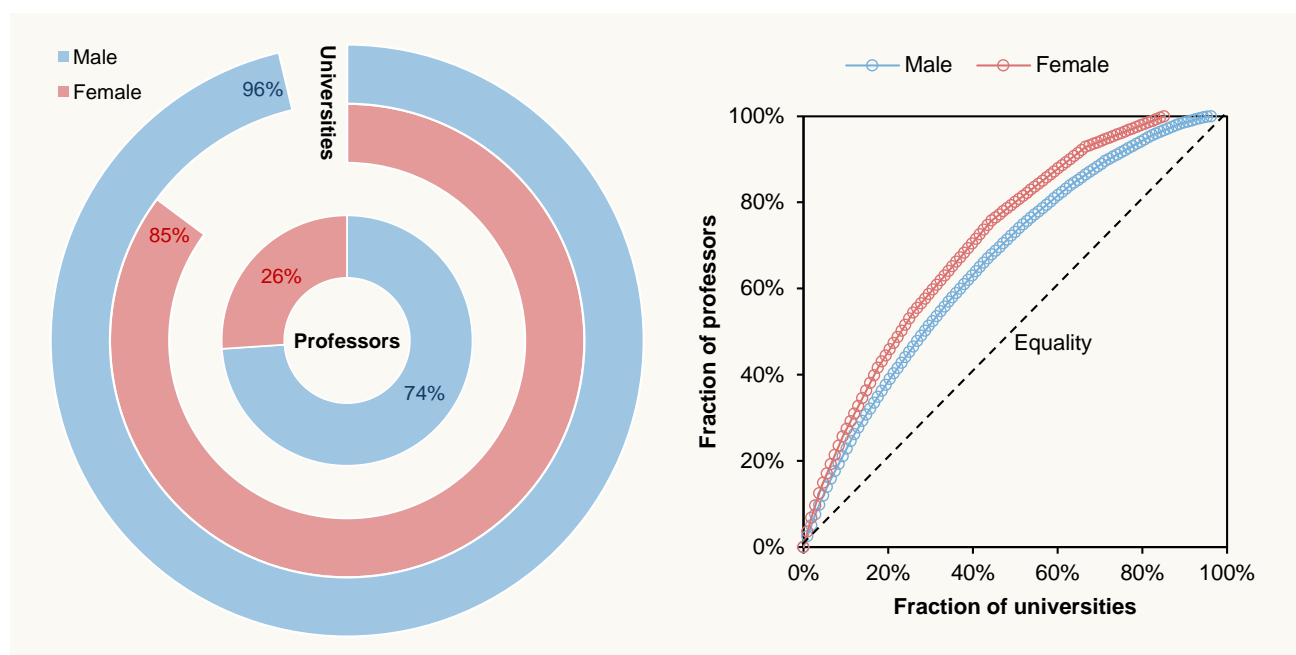 Male
Female
Universities
96%
85%
26%
Professors
74%
Male
Female
100%
80%
60%
40%
20%
0%
Fraction of professors
Equality
0%
20%
40%
60%
80%
100%
Fraction of universities